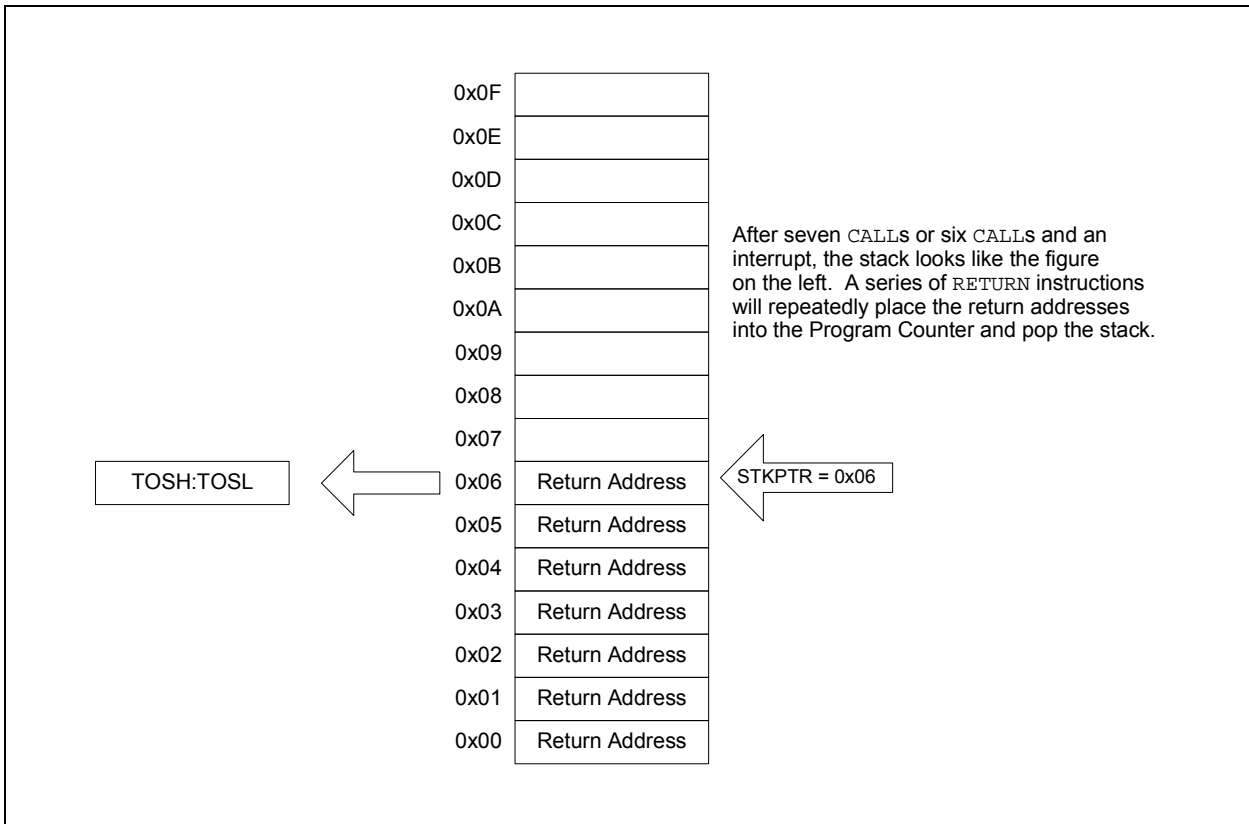 0x0F
0x0E
0x0D
0x0C
0x0B
0x0A
0x09
0x08
0x07
After seven CALLs or six CALLs and an
interrupt, the stack looks like the figure
on the left. A series of RETURN instructions
will repeatedly place the return addresses
into the Program Counter and pop the stack.
TOSH:TOSL
0x06 Return Address
STKPTR = 0x06
0x05 Return Address
0x04 Return Address
0x03 Return Address
0x02 Return Address
0x01 Return Address
0x00 Return Address